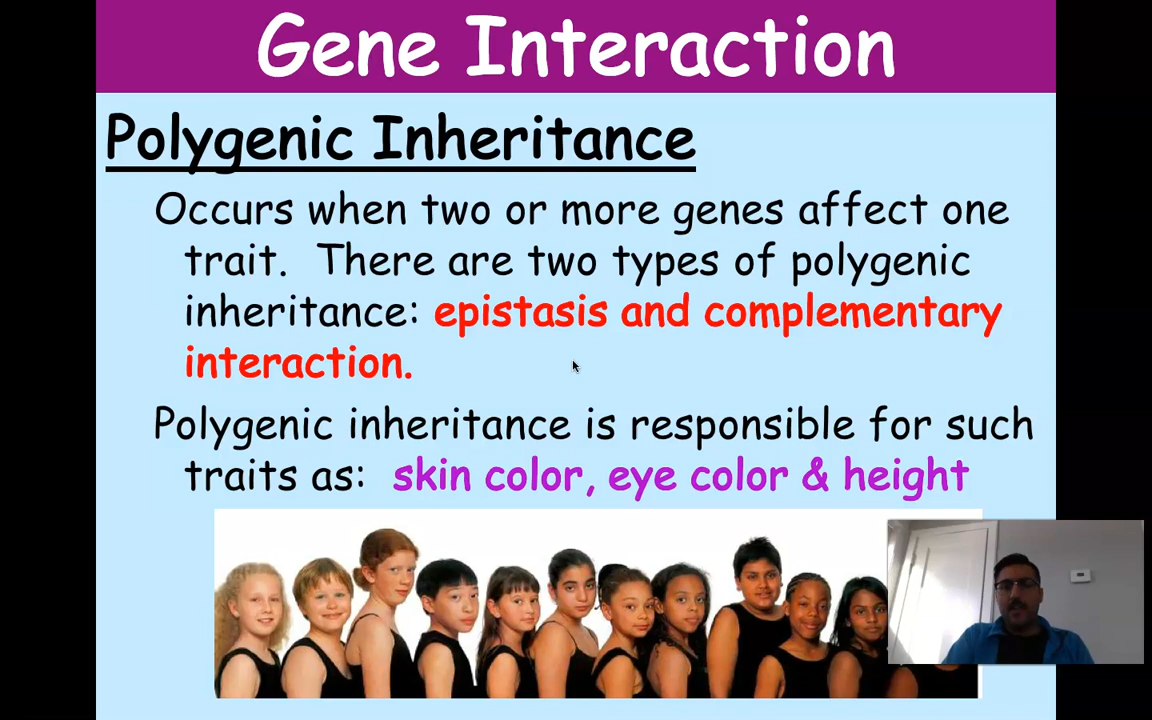 Gene Interaction
Polygenic Inheritance
Occurs when two or more genes affect one
trait. There are two types of polygenic
inheritance: epistasis and complementary
interaction.
Polygenic inheritance is responsible for such
traits as: skin color, eye color & height